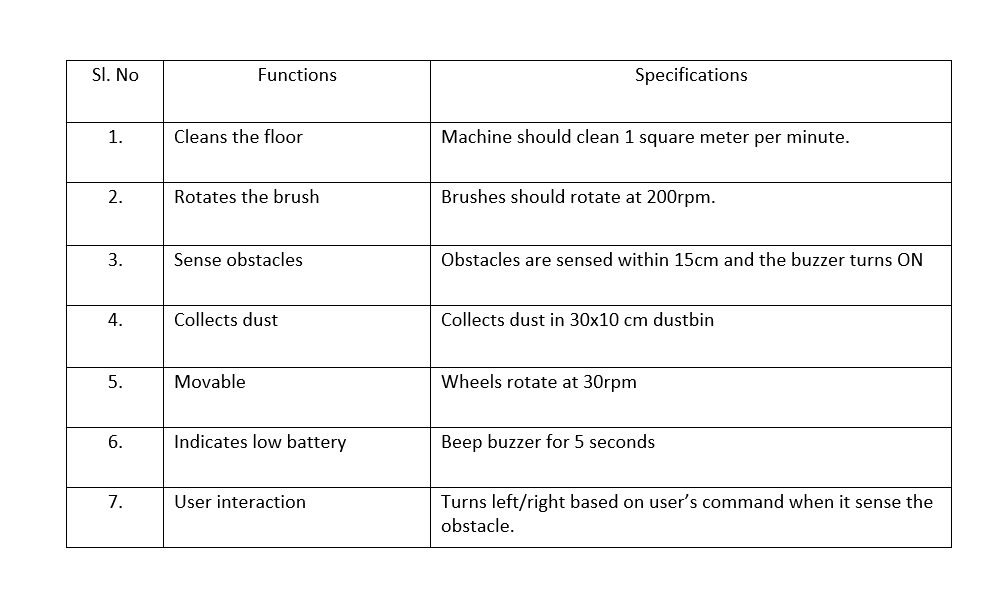 Sl. No Functions Specifications
1. Cleans the floor Machine should clean 1 square meter per minute.
2. Rotates the brush Brushes should rotate at 200rpm.
3. Sense obstacles Obstacles are sensed within 15cm and the buzzer turns ON
4. Collects dust Collects dust in 30x10 cm dustbin
5. Movable Wheels rotate at 30rpm
6. Indicates low battery Beep buzzer for 5 seconds
7. User interaction Turns left/right based on user’s command when it sense the
obstacle.